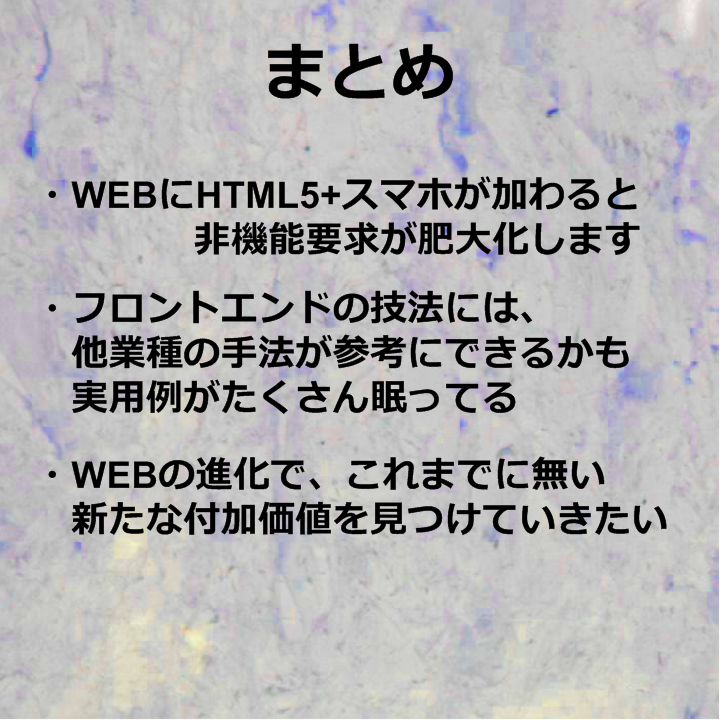 まとめ
・WEBにHTML5+スマホが加わると
非機能要求が肥大化します
・フロントエンドの技法には、
他業種の手法が参考にできるかも
実用例がたくさん眠ってる
・WEBの進化で、これまでに無い
新たな付加価値を見つけていきたい